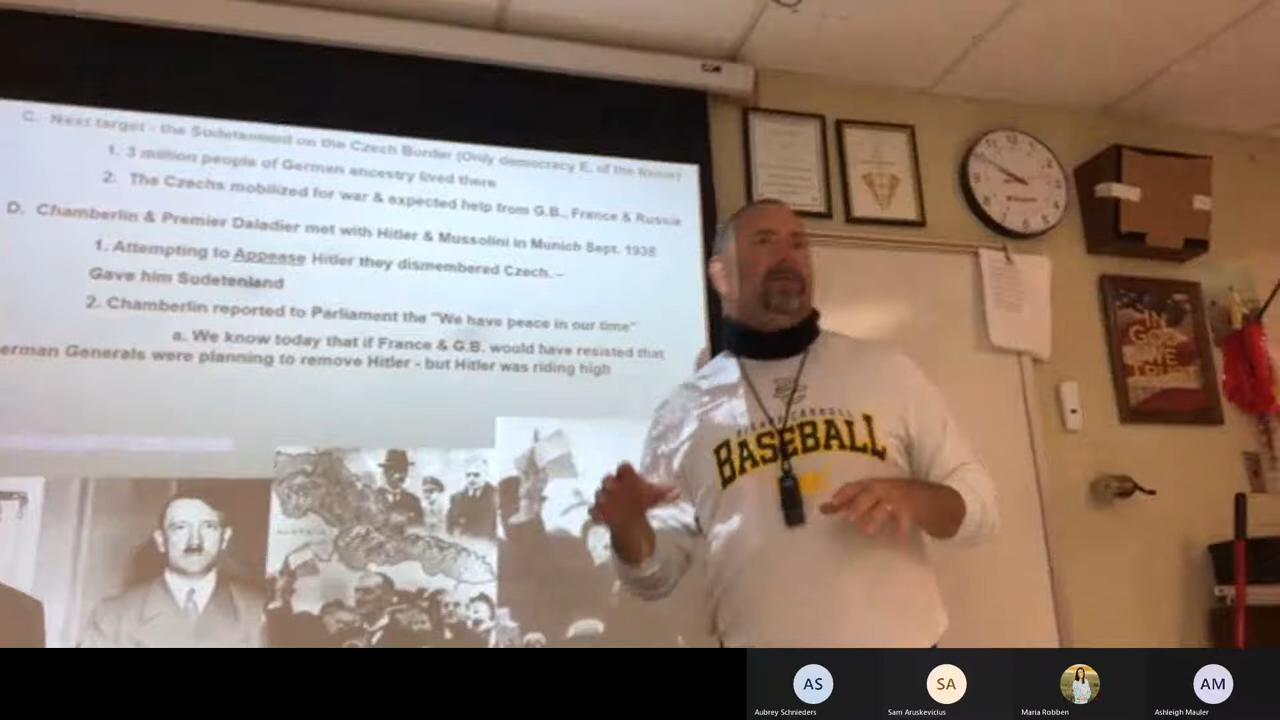 C. Next target - the Sudetenland on the Czech Border (Only democracy E. of the Rhine)
1. 3 million people of German ancestry lived there
2. The Czechs mobilized for war & expected help from G.B., France & Russia
D. Chamberlin & Premier Daladier met with Hitler & Mussolini in Munich Sept. 1938
1. Attempting to Appease Hitler they dismembered Czech. –
Gave him Sudetenland
2. Chamberlin reported to Parliament the "We have peace in our time"
a. We know today that if France & G.B. would have resisted that
erman Generals were planning to remove Hitler - but Hitler was riding high
CARROLL
BASEBALL
IN
GOD
WE
TRUST
AS
SA
AM
Aubrey Schnieders
Sam Aruskevicius
Maria Robben
Ashleigh Mauler